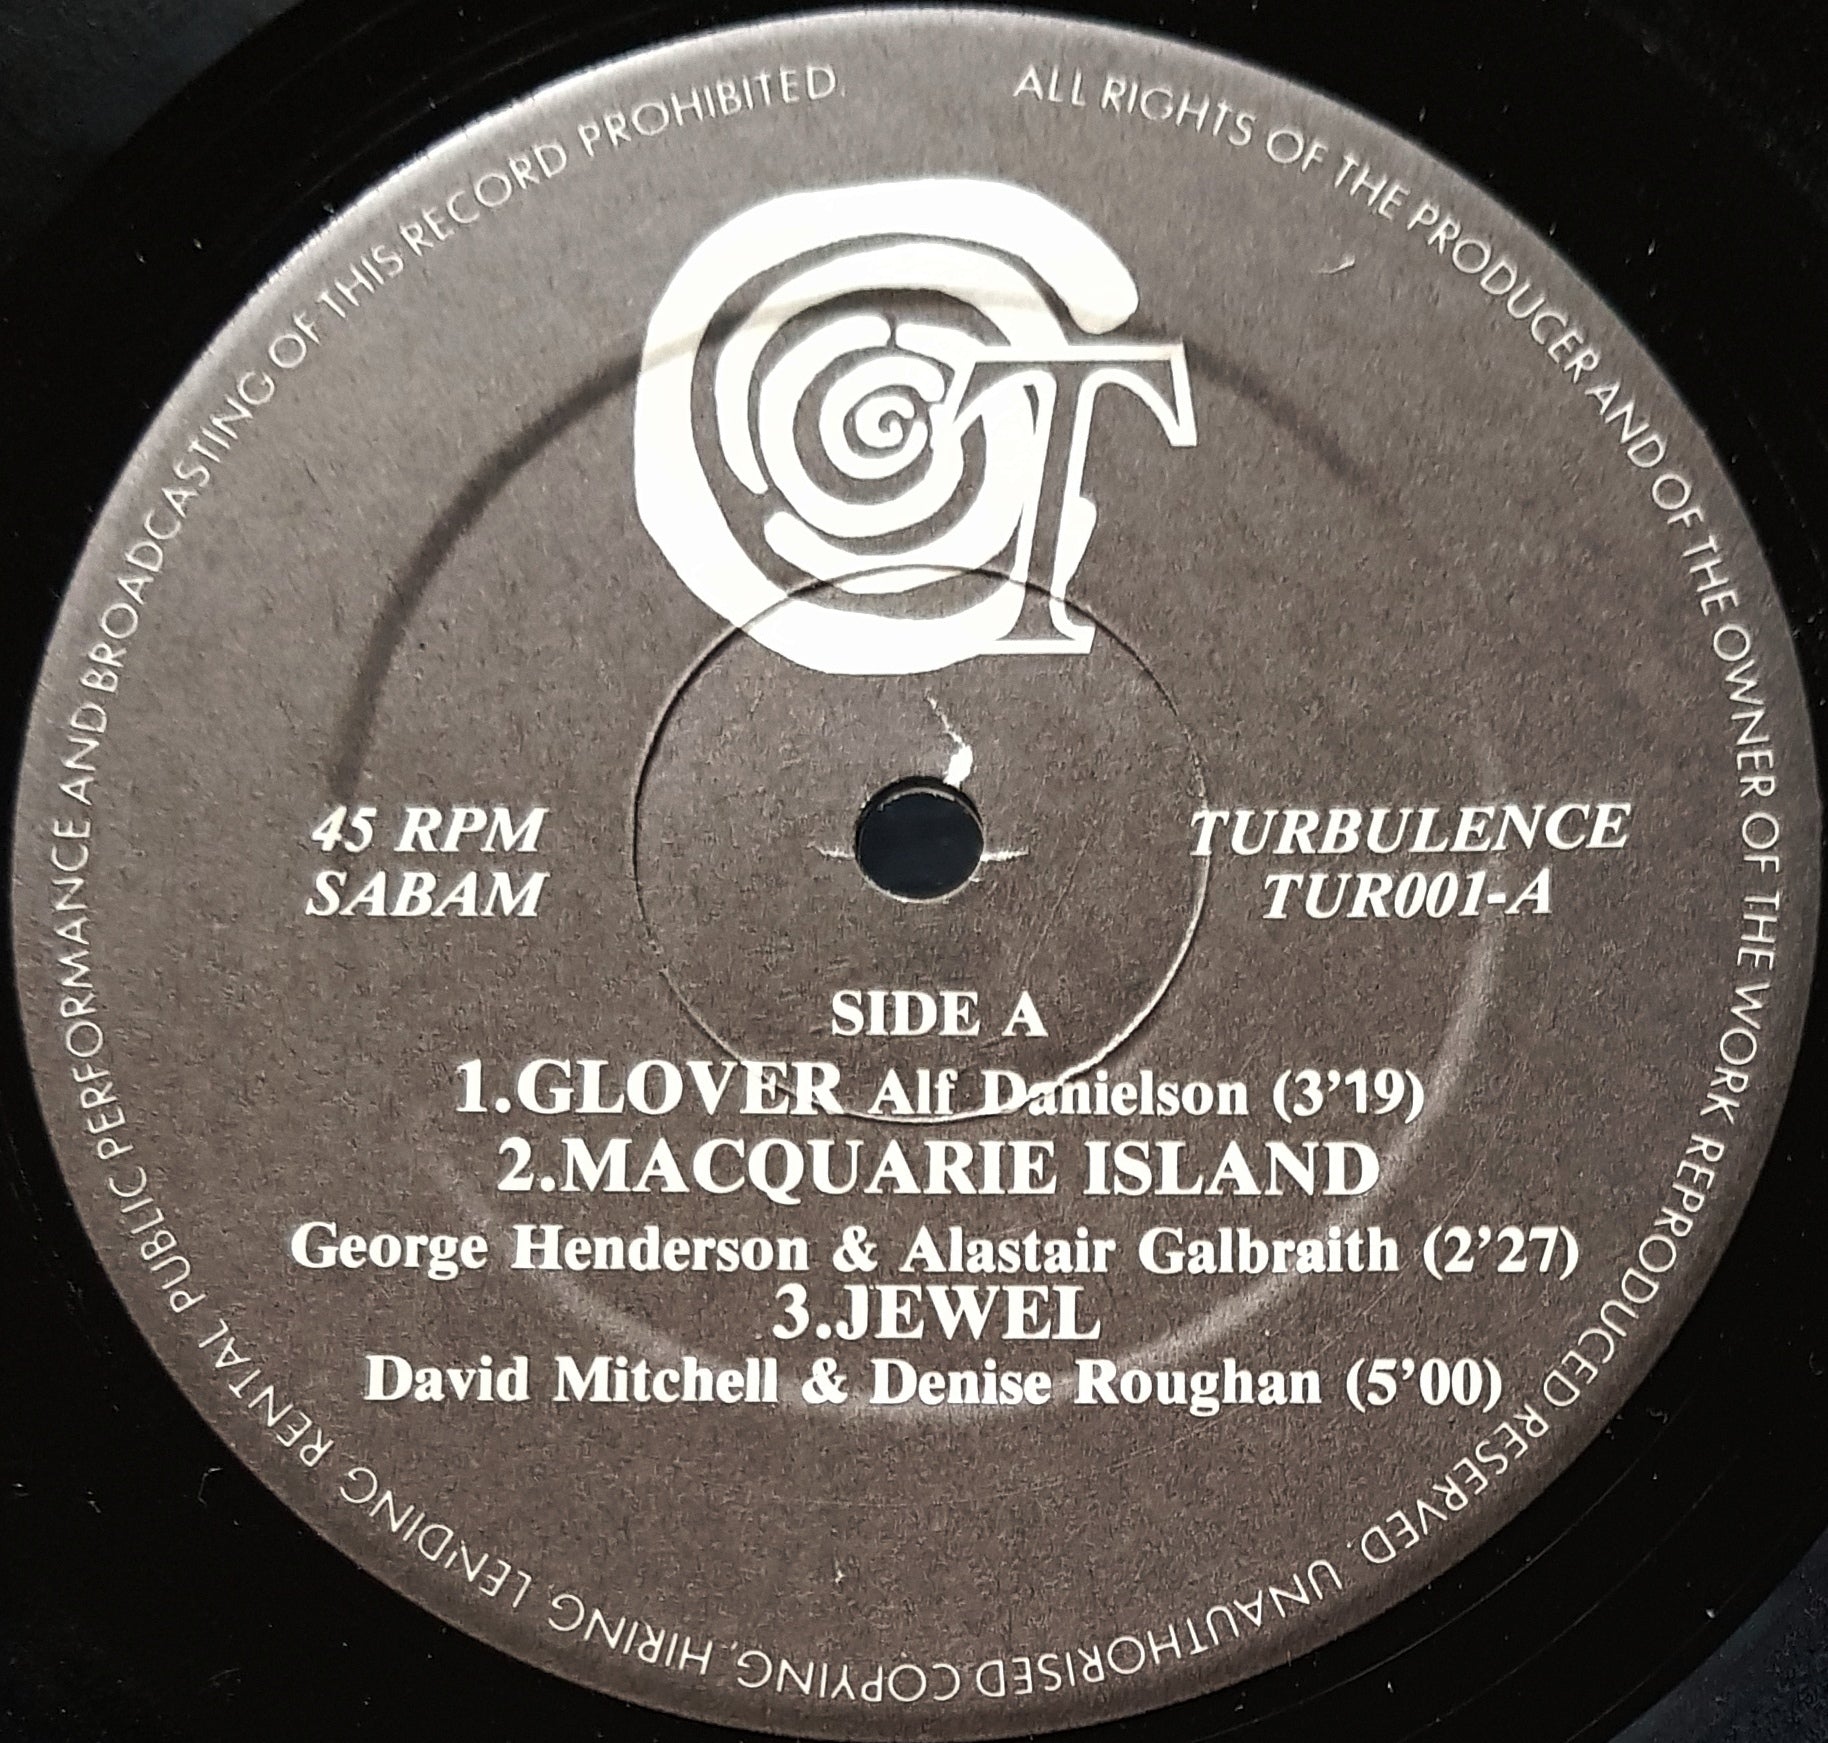 ALL RIGHTS OF THE PRODUCER AND OF THE OWNER OF THE WORK REPRODUCED RESERVED. UNAUTHORISED COPYING, HIRING, LENDING, RENTAL, PUBLIC PERFORMANCE AND BROADCASTING OF THIS RECORD PROHIBITED.
T
45 RPM
SABAM
TURBULENCE
TUR001-A
SIDE A
1.GLOVER Alf Danielson (3'19)
2.MACQUARIE ISLAND
George Henderson & Alastair Galbraith (2'27)
3.JEWEL
David Mitchell & Denise Roughan (5'00)